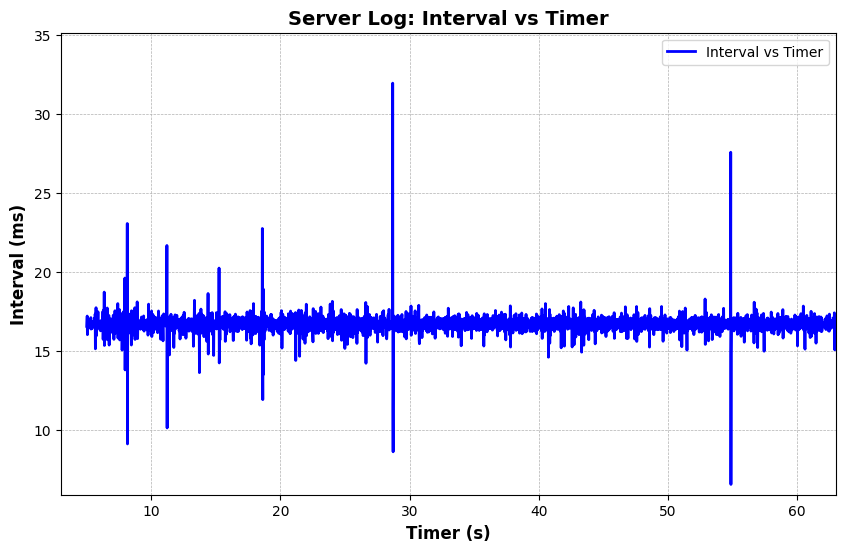 Server Log: Interval vs Timer
Interval vs Timer
35
30
25
20
15
10
Interval (ms)
10 20 30 40 50 60
Timer (s)